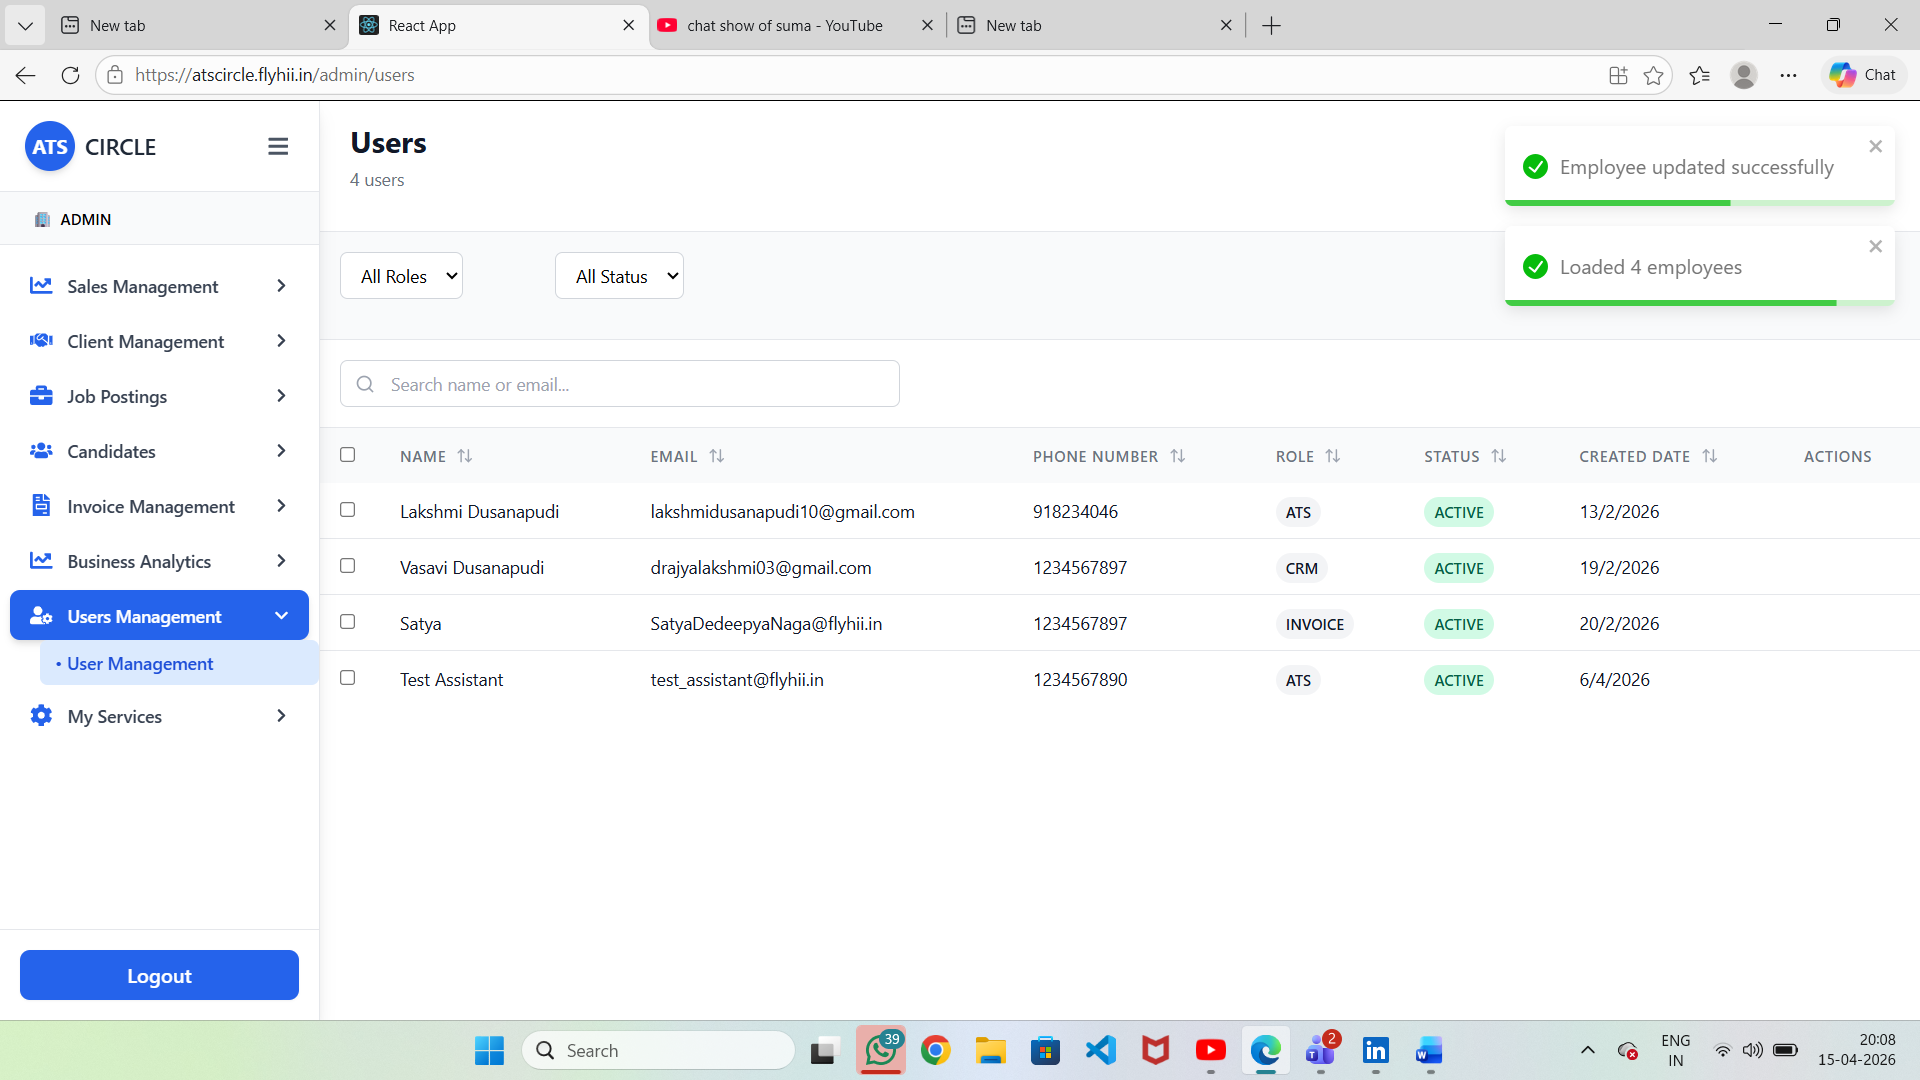 New tab
React App
chat show of suma - YouTube
New tab
https://atscircle.flyhii.in/admin/users
Chat
ATS CIRCLE
ADMIN
Sales Management
Client Management
Job Postings
Candidates
Invoice Management
Business Analytics
Users Management
• User Management
My Services
Logout
Users
4 users
Employee updated successfully
Loaded 4 employees
All Roles All Status
Search name or email...
NAME EMAIL PHONE NUMBER ROLE STATUS CREATED DATE ACTIONS
Lakshmi Dusanapudi lakshmidusanapudi10@gmail.com 918234046 ATS ACTIVE 13/2/2026
Vasavi Dusanapudi drajyalakshmi03@gmail.com 1234567897 CRM ACTIVE 19/2/2026
Satya SatyaDedeepyaNaga@flyhii.in 1234567897 INVOICE ACTIVE 20/2/2026
Test Assistant test_assistant@flyhii.in 1234567890 ATS ACTIVE 6/4/2026
Search
39
2
ENG
IN
20:08
15-04-2026